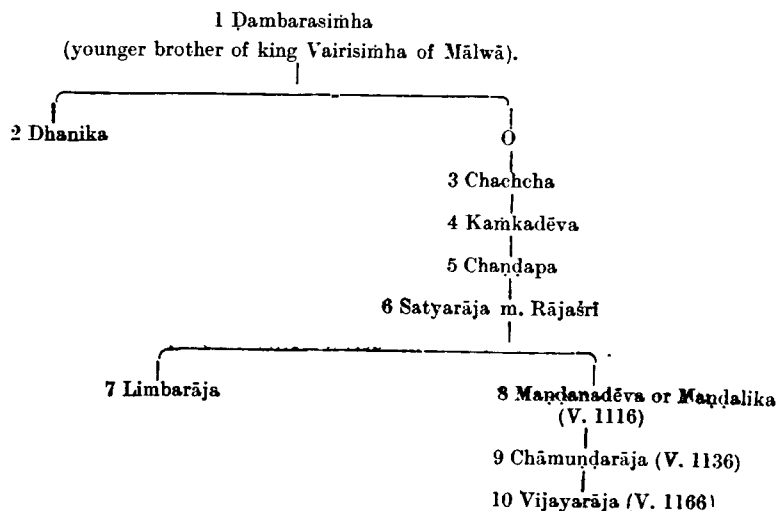 1 Ḍambarasiṁha
(younger brother of king Vairisiṁha of Mālwā).
2 Dhanika
O
3 Chachcha
4 Kaṁkadēva
5 Chaṇḍapa
6 Satyarāja m. Rājaśrī
7 Limbarāja
8 Maṇḍanadēva or Maṇḍalika
(V. 1116)
9 Chāmuṇḍarāja (V. 1136)
10 Vijayarāja (V. 1166)